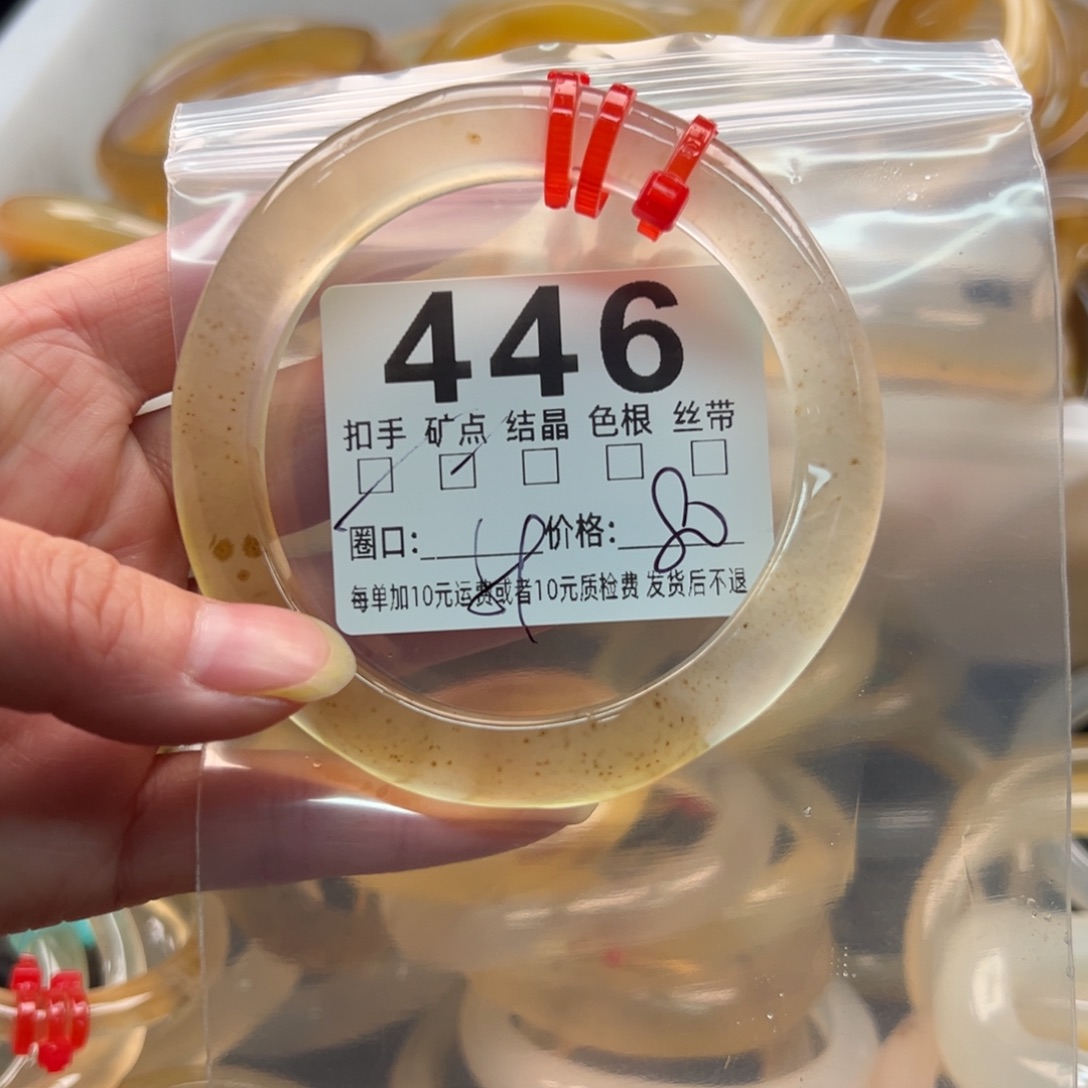 446
扣手 矿点 结晶 色根 丝带
圈口: 价格: 80
每单加10元运费或者10元质检费 发货后不退